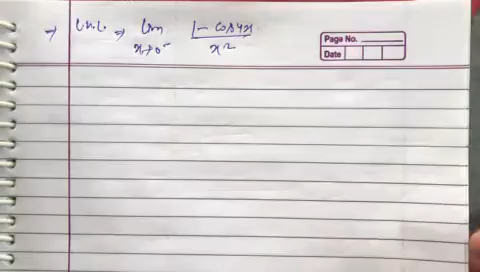 ⇒ L.H.L. ⇒ lim 1 - cos4x
x→0⁻ x²
Page No.
Date